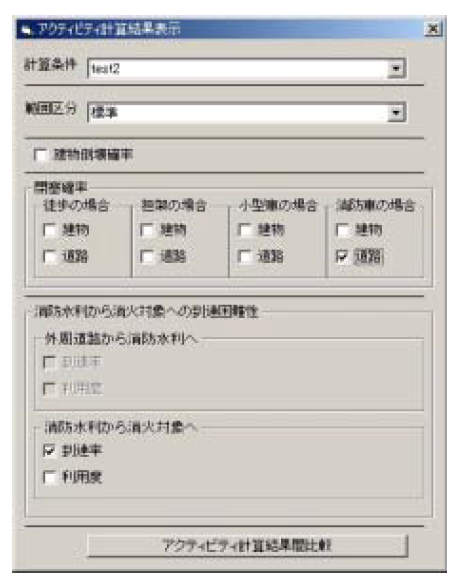 アクティビティ計算結果表示
計算条件 test2
範囲区分 標準
建物倒壊確率
閉塞確率
徒歩の場合 担架の場合 小型車の場合 消防車の場合
建物 建物 建物 建物
道路 道路 道路 道路
消防水利から消火対象への到達困難性
外周道路から消防水利へ
到達率
利用度
消防水利から消火対象へ
到達率
利用度
アクティビティ計算結果間比較